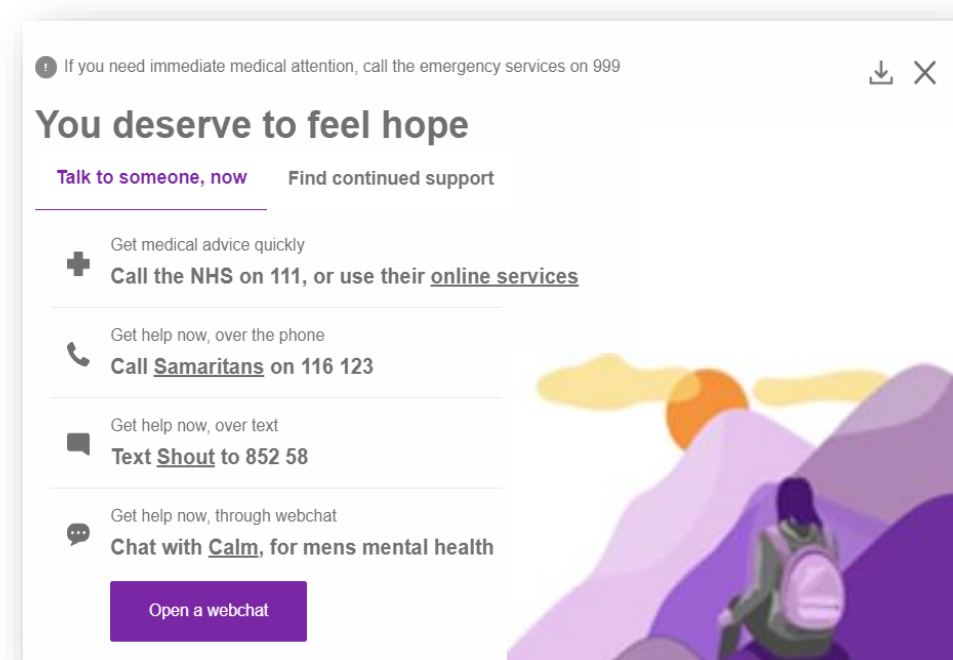 If you need immediate medical attention, call the emergency services on 999
You deserve to feel hope
Talk to someone, now
Find continued support
Get medical advice quickly
Call the NHS on 111, or use their online services
Get help now, over the phone
Call Samaritans on 116 123
Get help now, over text
Text Shout to 852 58
Get help now, through webchat
Chat with Calm, for mens mental health
Open a webchat